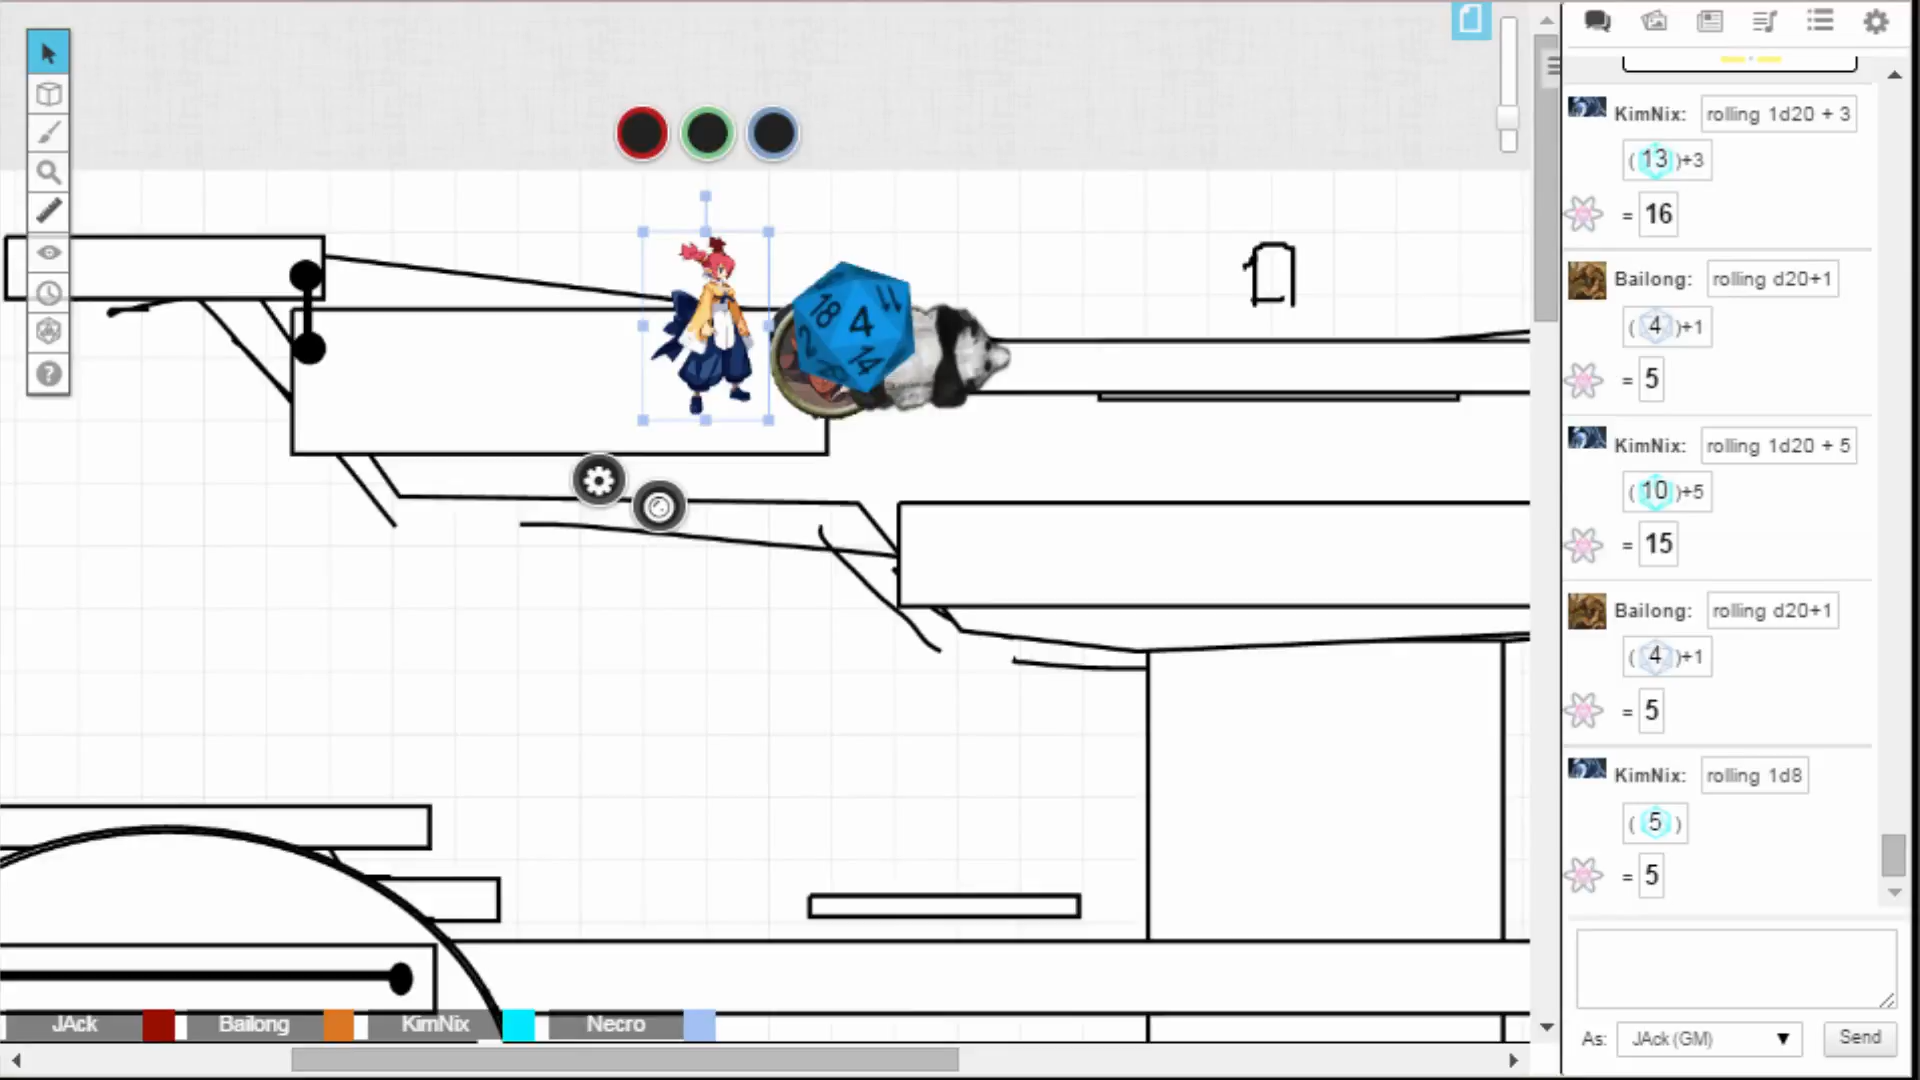 KimNix: rolling 1d20 + 3
(13)+3
= 16
Bailong: rolling d20+1
(4)+1
= 5
KimNix: rolling 1d20 + 5
(10)+5
= 15
Bailong: rolling d20+1
(4)+1
= 5
KimNix: rolling 1d8
(5)
= 5
As: JAck (GM) Send
18 4 11
2 14
?
JAck Bailong KimNix Necro